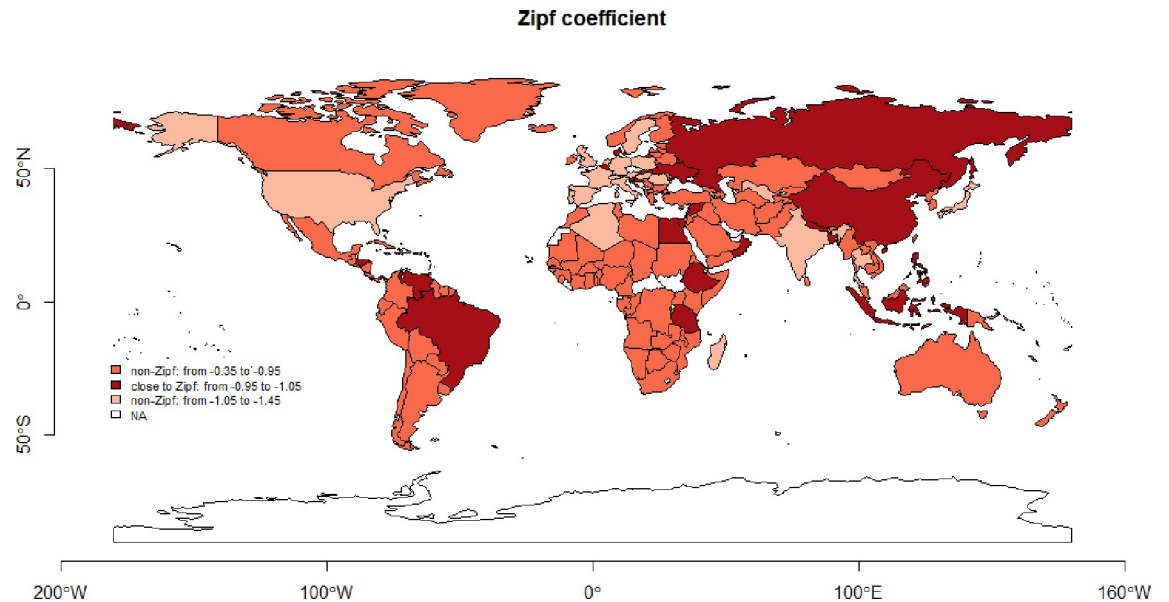 Zipf coefficient
50°N
0°
50°S
non-Zipf: from -0.35 to -0.95
close to Zipf: from -0.95 to -1.05
non-Zipf: from -1.05 to -1.45
NA
200°W 100°W 0° 100°E 160°W